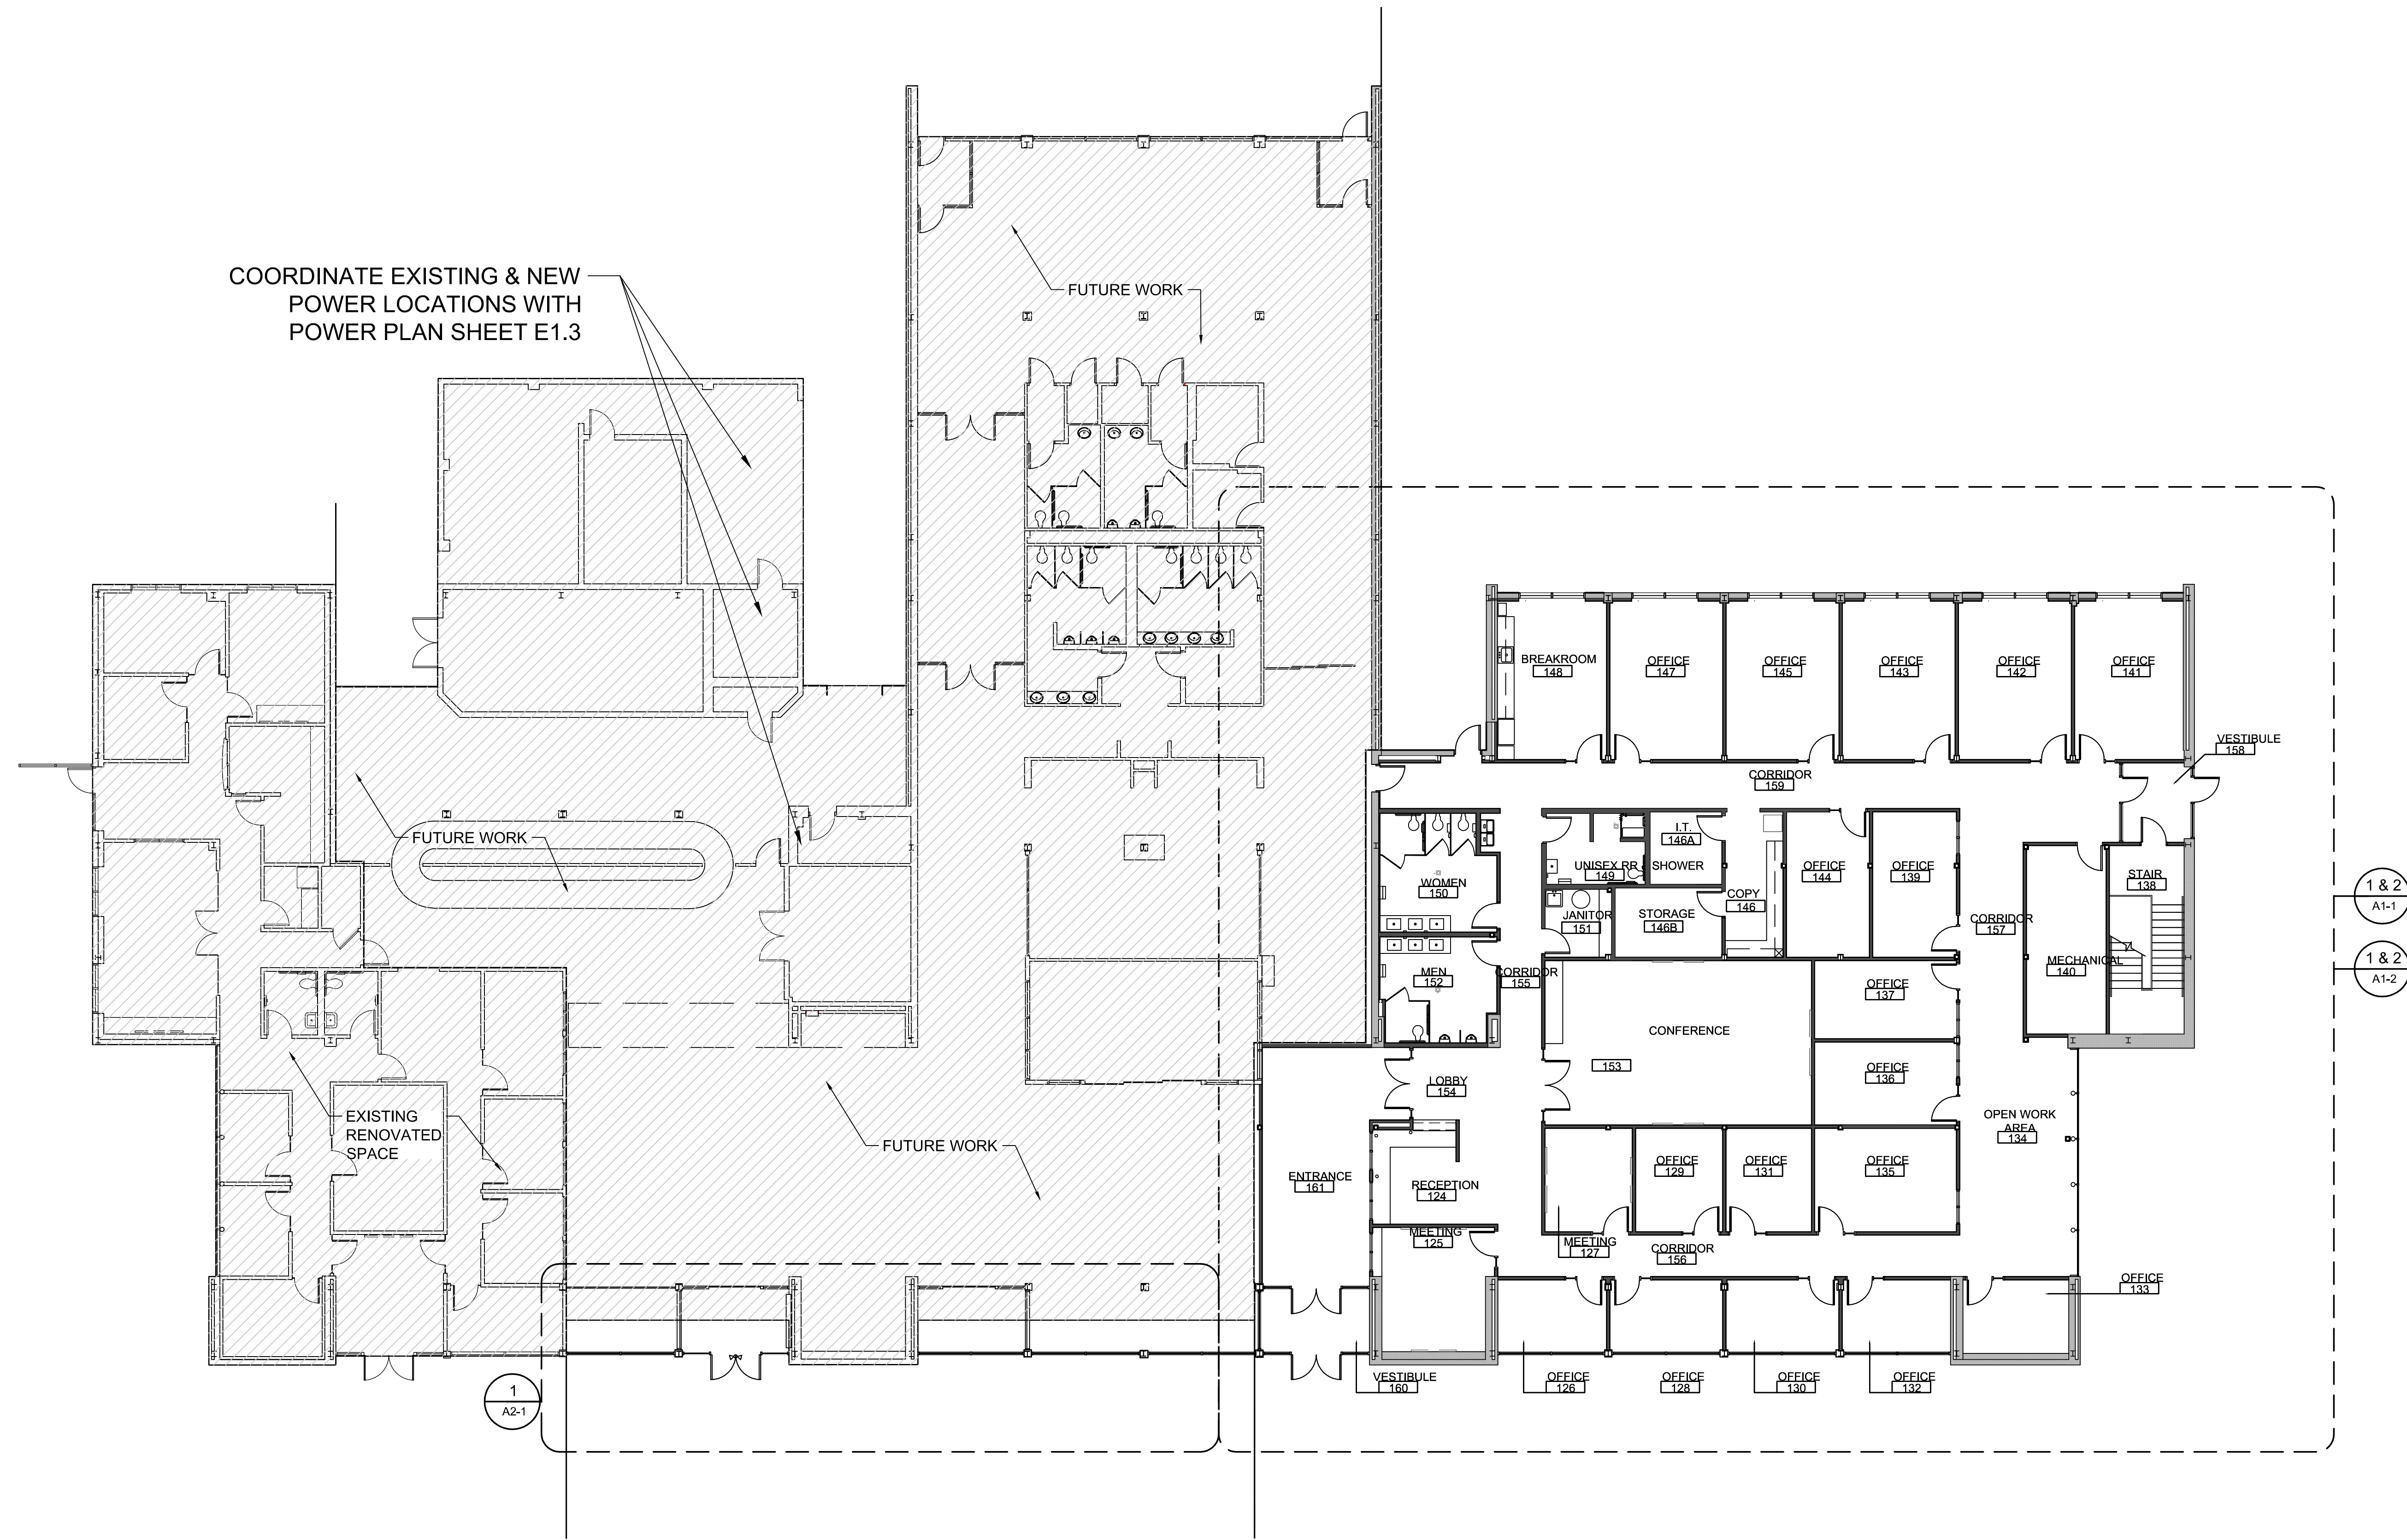 COORDINATE EXISTING & NEW
POWER LOCATIONS WITH
POWER PLAN SHEET E1.3
FUTURE WORK
FUTURE WORK
EXISTING
RENOVATED
SPACE
FUTURE WORK
BREAKROOM
148
OFFICE
147
OFFICE
145
OFFICE
143
OFFICE
142
OFFICE
141
VESTIBULE
158
CORRIDOR
159
I.T.
146A
UNISEX RR
149
SHOWER
OFFICE
144
OFFICE
139
STAIR
138
WOMEN
150
COPY
146
JANITOR
151
STORAGE
146B
CORRIDOR
157
MECHANICAL
140
MEN
152
CORRIDOR
155
OFFICE
137
CONFERENCE
153
OFFICE
136
LOBBY
154
OPEN WORK
AREA
134
ENTRANCE
161
RECEPTION
124
OFFICE
129
OFFICE
131
OFFICE
135
MEETING
125
MEETING
127
CORRIDOR
156
OFFICE
133
VESTIBULE
160
OFFICE
126
OFFICE
128
OFFICE
130
OFFICE
132
1 & 2
A1-1
1 & 2
A1-2
1
A2-1